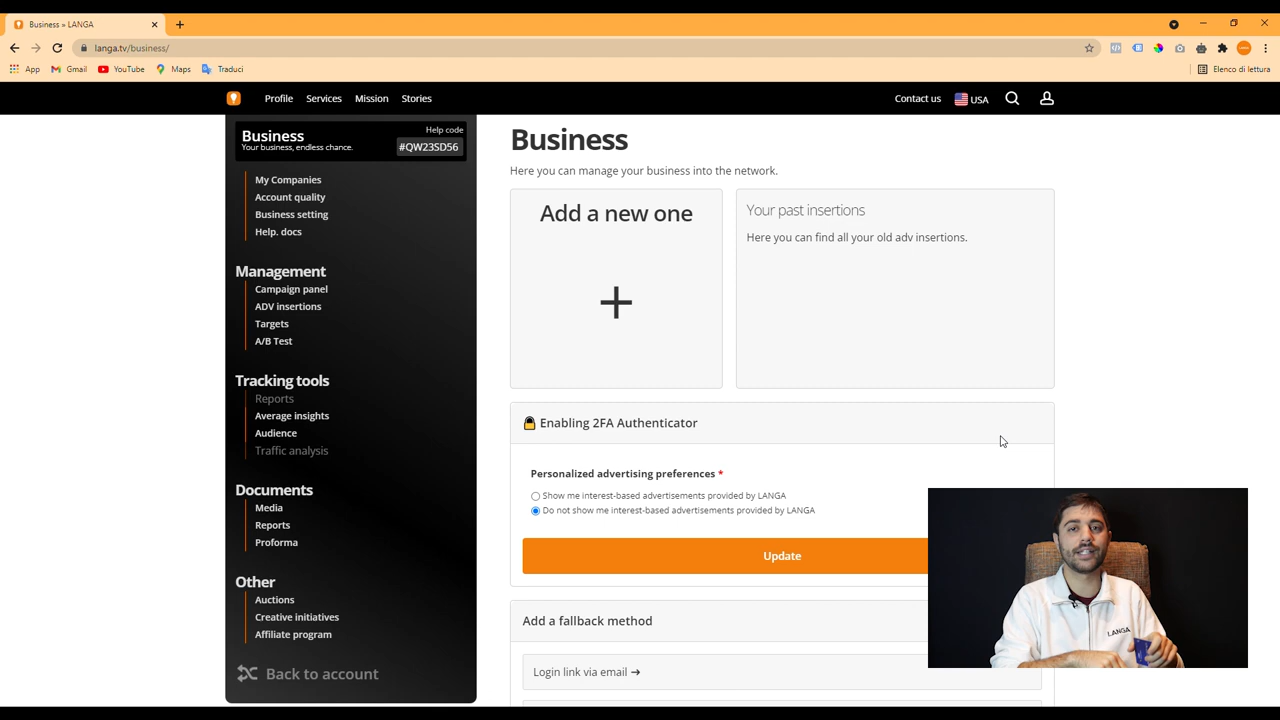 Business » LANGA
langa.tv/business/
App
Gmail
YouTube
Maps
Traduci
Elenco di lettura
Profile
Services
Mission
Stories
Contact us
USA
Business
Your business, endless chance.
Help code
#QW23SD56
My Companies
Account quality
Business setting
Help. docs
Management
Campaign panel
ADV insertions
Targets
A/B Test
Tracking tools
Reports
Average insights
Audience
Traffic analysis
Documents
Media
Reports
Proforma
Other
Auctions
Creative initiatives
Affiliate program
Back to account
Business
Here you can manage your business into the network.
Add a new one
+
Your past insertions
Here you can find all your old adv insertions.
Enabling 2FA Authenticator
Personalized advertising preferences *
Show me interest-based advertisements provided by LANGA
Do not show me interest-based advertisements provided by LANGA
Update
Add a fallback method
Login link via email →
LANGA